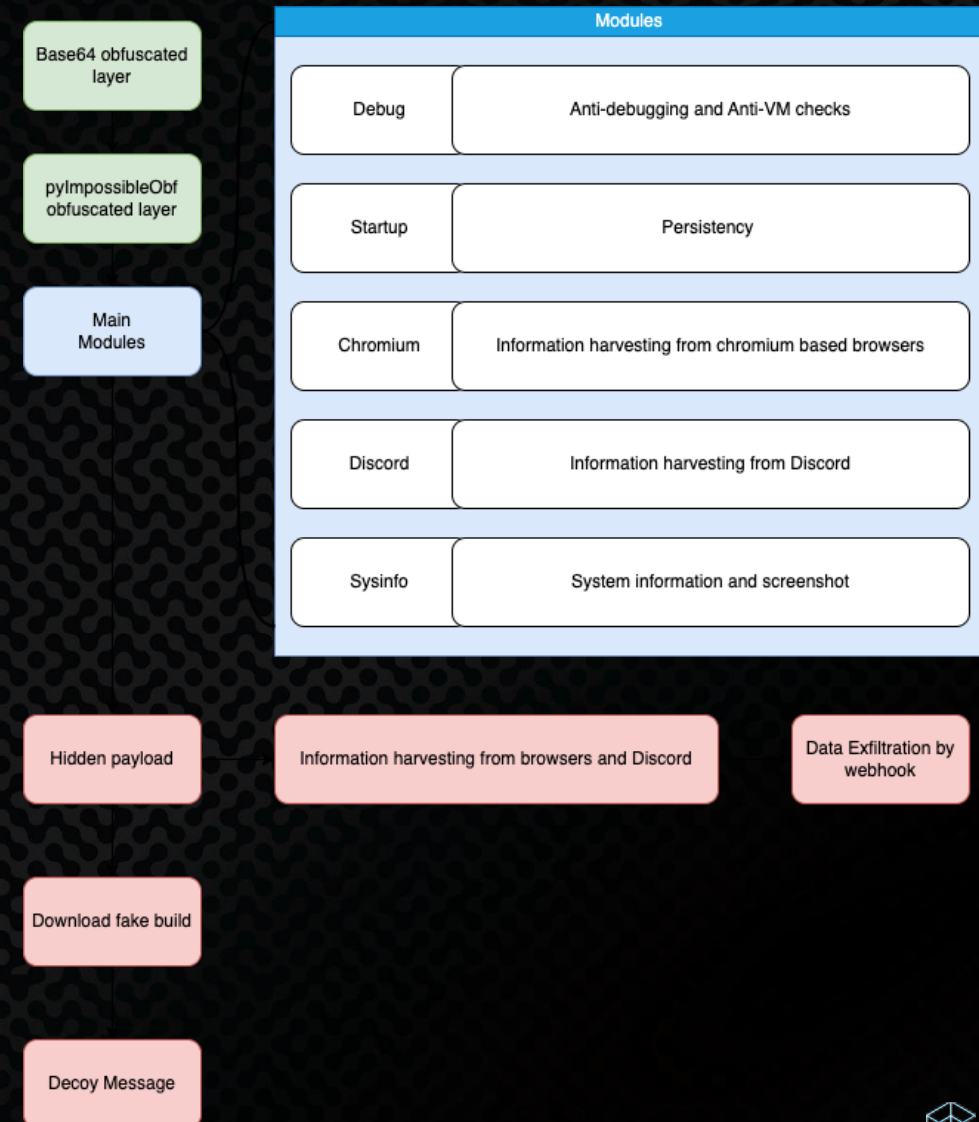 Base64 obfuscated
layer
pyImpossibleObf
obfuscated layer
Main
Modules
Modules
Debug
Anti-debugging and Anti-VM checks
Startup
Persistency
Chromium
Information harvesting from chromium based browsers
Discord
Information harvesting from Discord
Sysinfo
System information and screenshot
Hidden payload
Information harvesting from browsers and Discord
Data Exfiltration by
webhook
Download fake build
Decoy Message